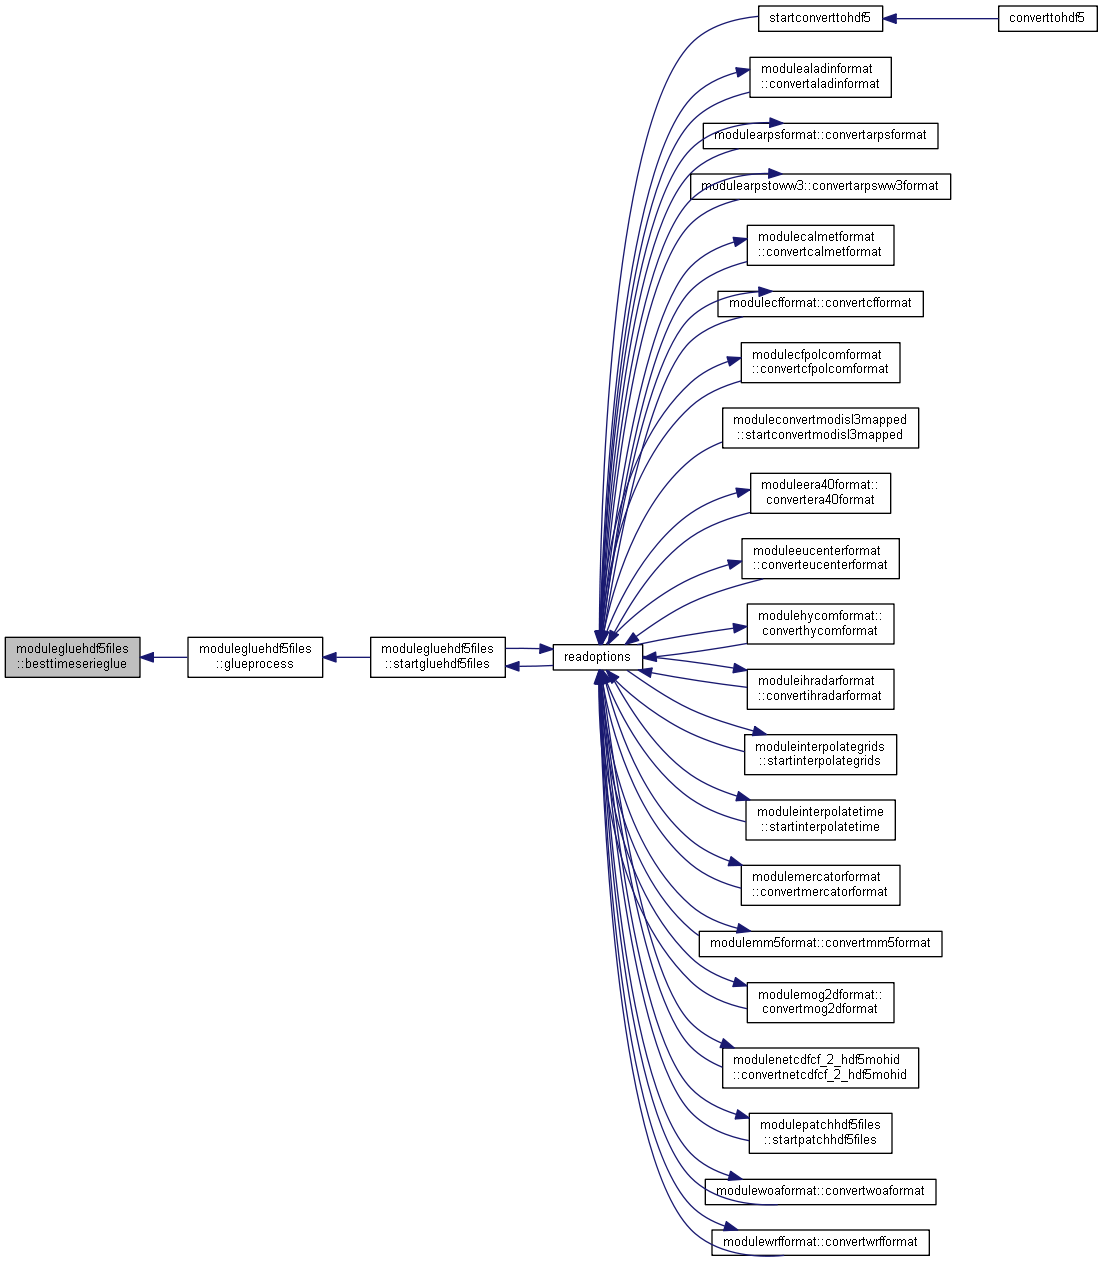 startconverttohdf5
converttohdf5
modulealadinformat
::convertaladinformat
modulearpsformat::convertarpsformat
modulearpstoww3::convertarpsww3format
modulecalmetformat
::convertcalmetformat
modulecfformat::convertcfformat
modulecfpolcomformat
::convertcfpolcomformat
moduleconvertmodisl3mapped
::startconvertmodisl3mapped
moduleera40format::
convertera40format
moduleeucenterformat
::converteucenterformat
modulehycomformat::
converthycomformat
modulegluehdf5files
::besttimeserieglue
modulegluehdf5files
::glueprocess
modulegluehdf5files
::startgluehdf5files
readoptions
moduleihradarformat
::convertihradarformat
moduleinterpolategrids
::startinterpolategrids
moduleinterpolatetime
::startinterpolatetime
modulemercatorformat
::convertmercatorformat
modulemm5format::convertmm5format
modulemog2dformat::
convertmog2dformat
modulenetcdfcf_2_hdf5mohid
::convertnetcdfcf_2_hdf5mohid
modulepatchhdf5files
::startpatchhdf5files
modulewoaformat::convertwoaformat
modulewrfformat::convertwrfformat